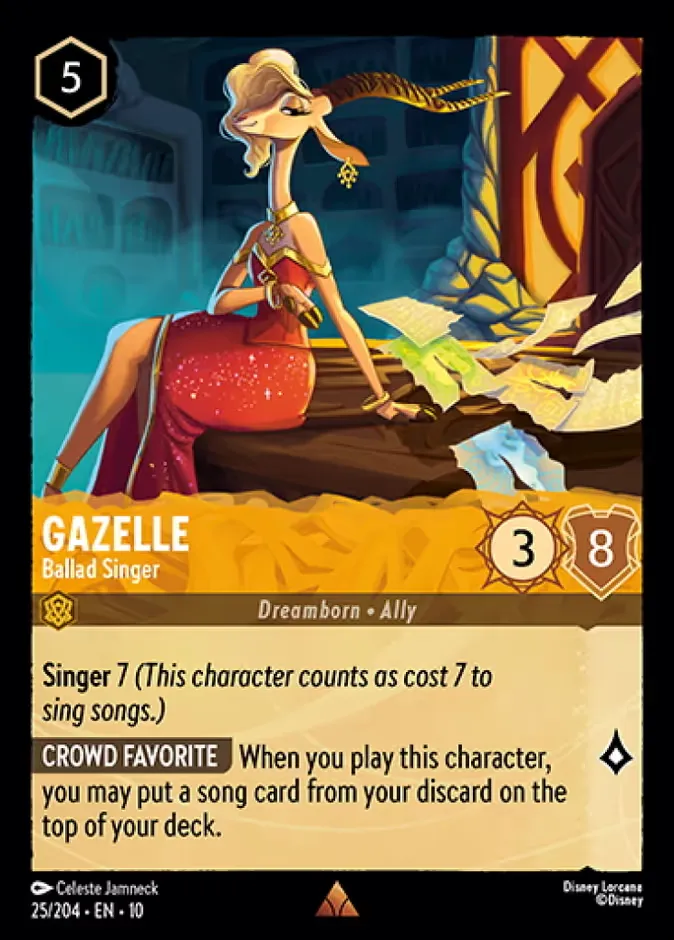 5
GAZELLE
Ballad Singer
3
8
Dreamborn • Ally
Singer 7 (This character counts as cost 7 to
sing songs.)
CROWD FAVORITE When you play this character,
you may put a song card from your discard on the
top of your deck.
Celeste Jamneck
25/204 • EN • 10
Disney Lorcana
©Disney